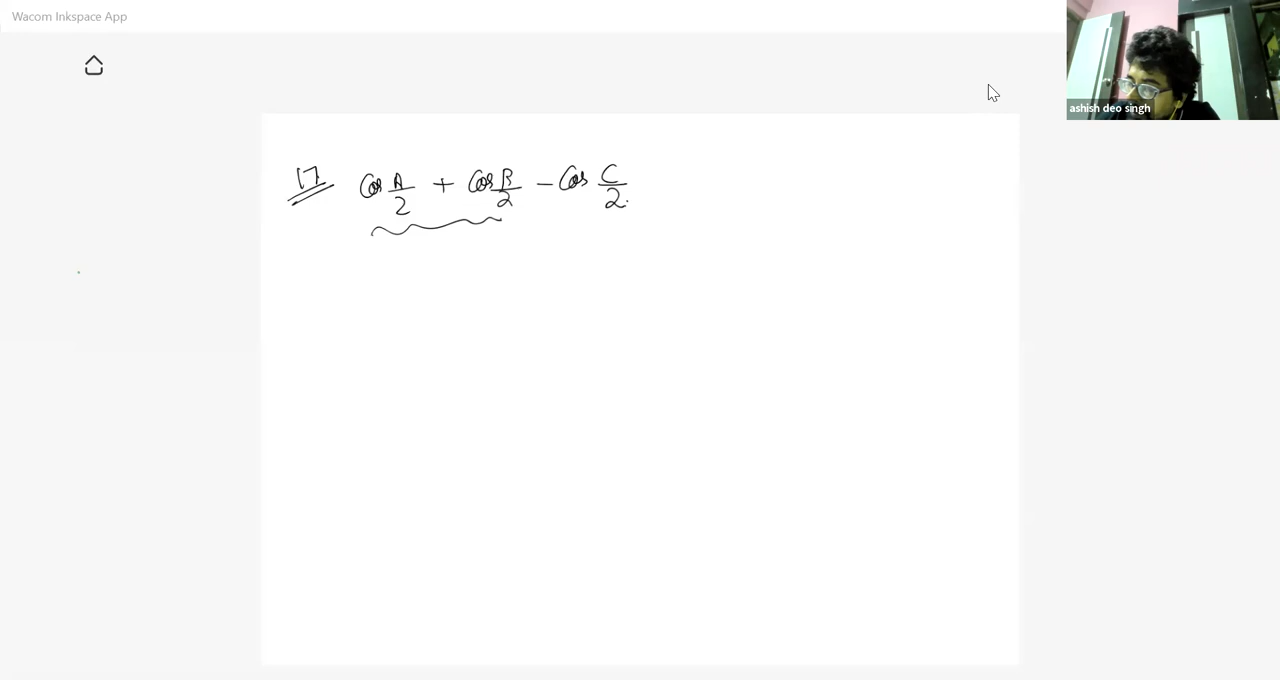 Wacom Inkspace App
ashish deo singh
17 Cos A/2 + Cos B/2 - Cos C/2.